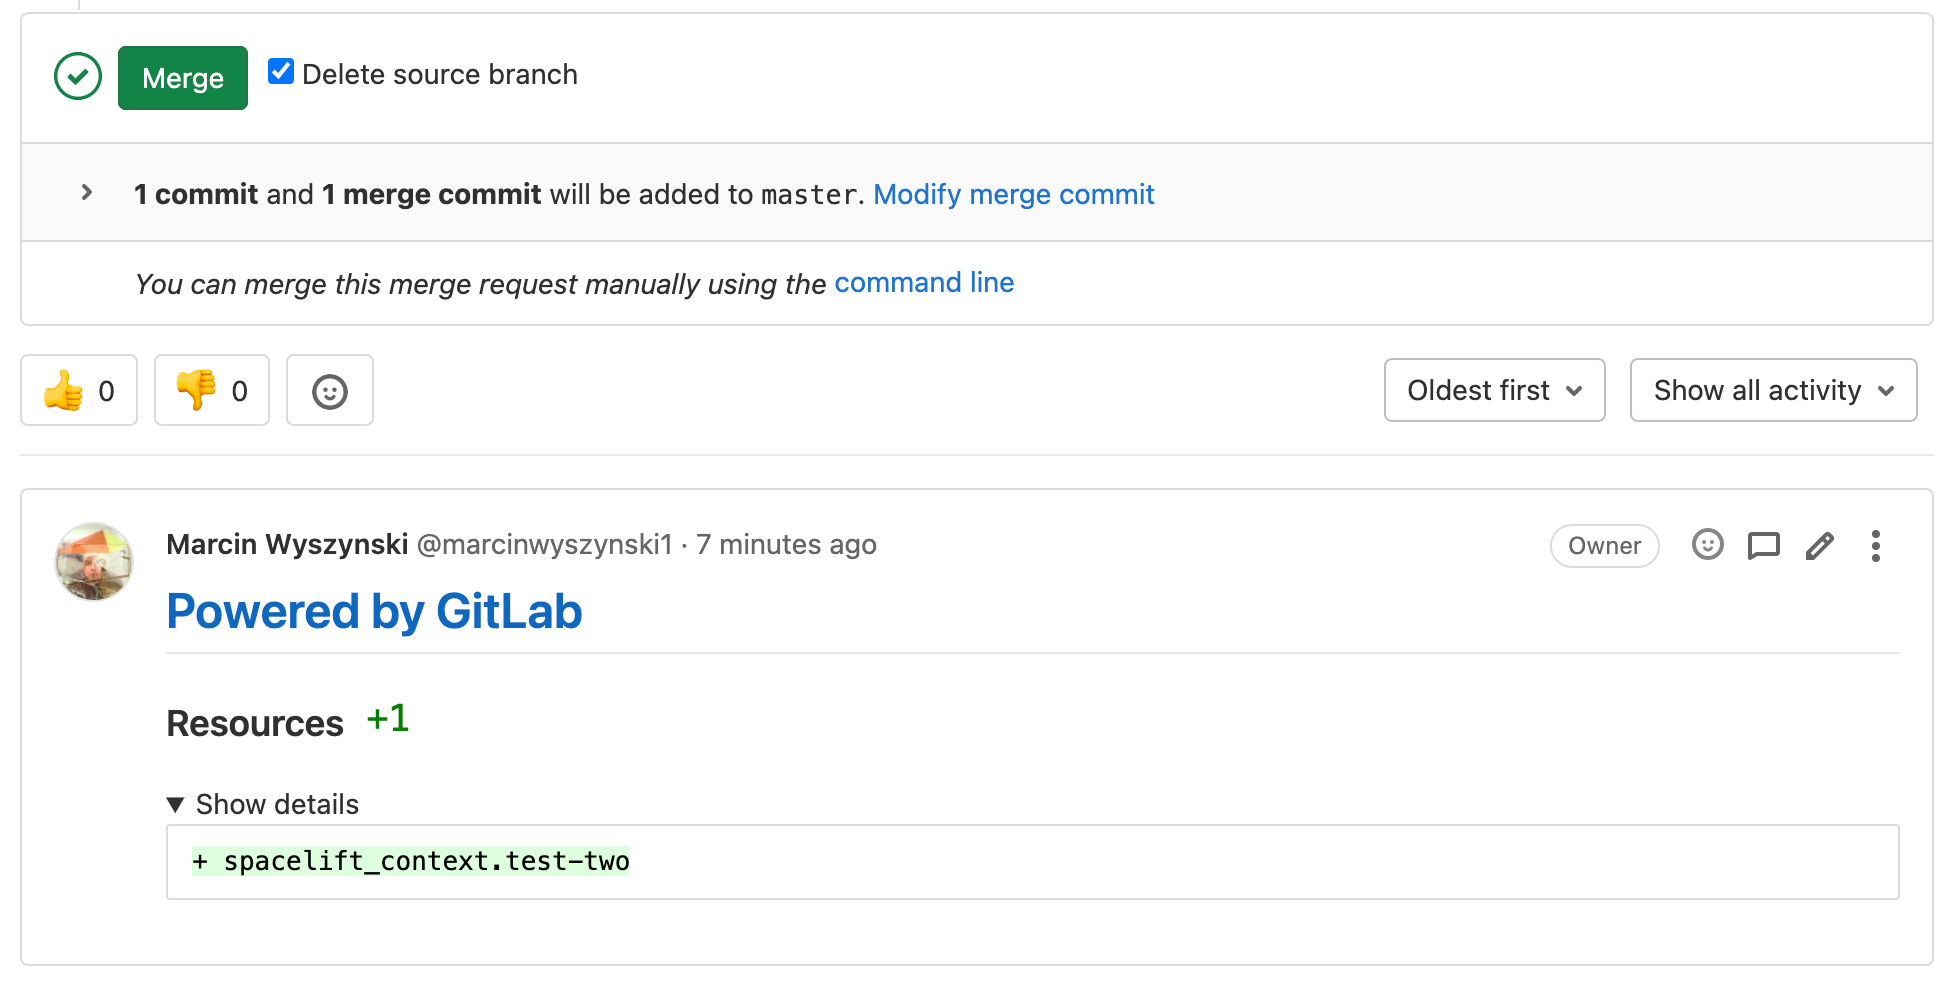 Merge Delete source branch
1 commit and 1 merge commit will be added to master. Modify merge commit
You can merge this merge request manually using the command line
0 0 Oldest first Show all activity
Marcin Wyszynski @marcinwyszynski1 · 7 minutes ago Owner
Powered by GitLab
Resources +1
Show details
+ spacelift_context.test-two